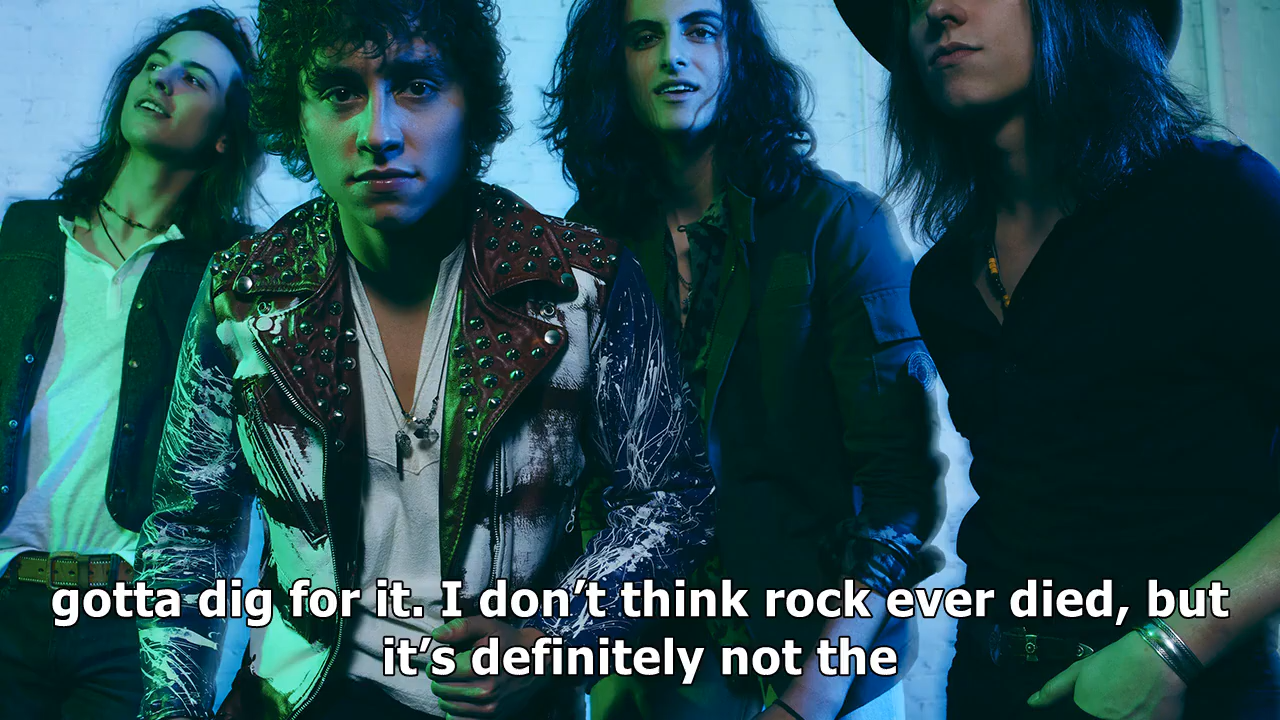 gotta dig for it. I don’t think rock ever died, but
it’s definitely not the